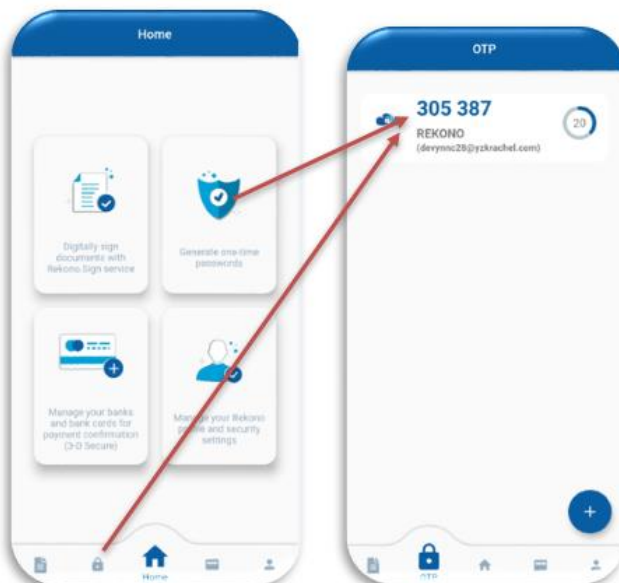 Home
Digitally sign
documents with
Rekono.Sign service
Generate one-time
passwords
Manage your banks
and bank cards for
payment confirmation
(3-D Secure)
Manage your Rekono
profile and security
settings
Home
OTP
305 387
REKONO
(devynnc28@yzkrachel.com)
20
+
OTP